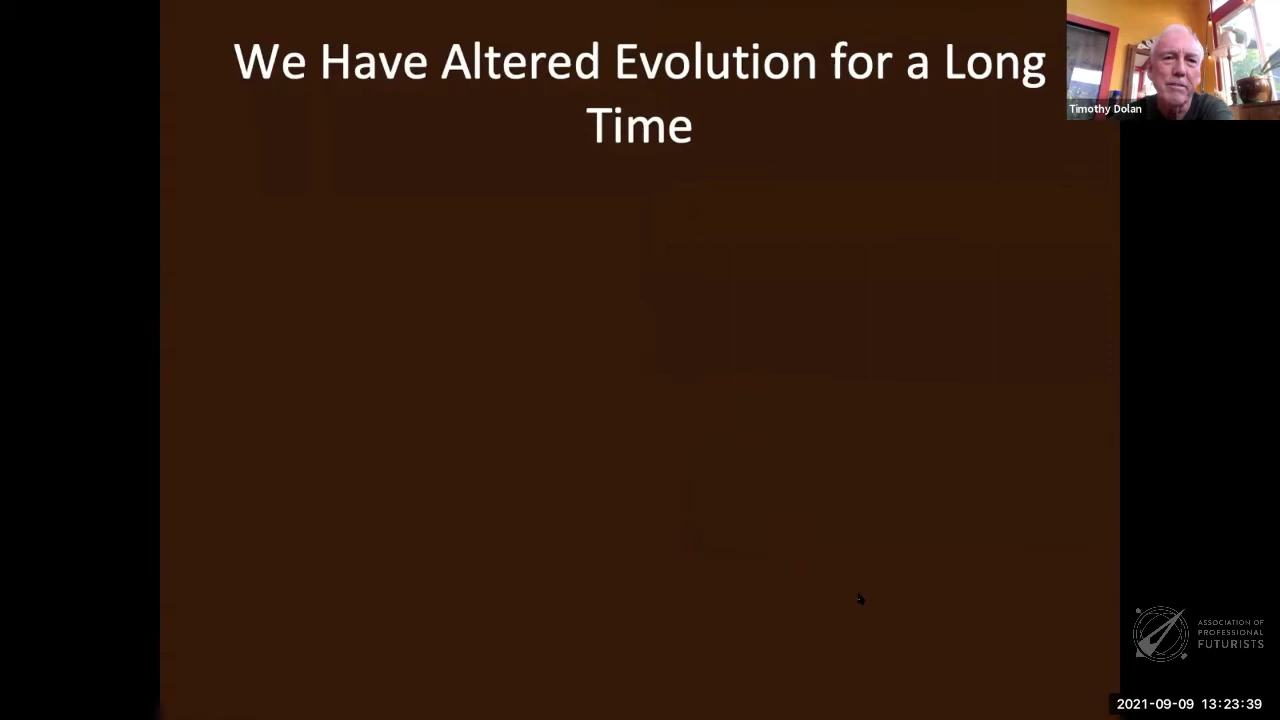 We Have Altered Evolution for a Long
Time
Timothy Dolan
ASSOCIATION OF
PROFESSIONAL
FUTURISTS
2021-09-09 13:23:39